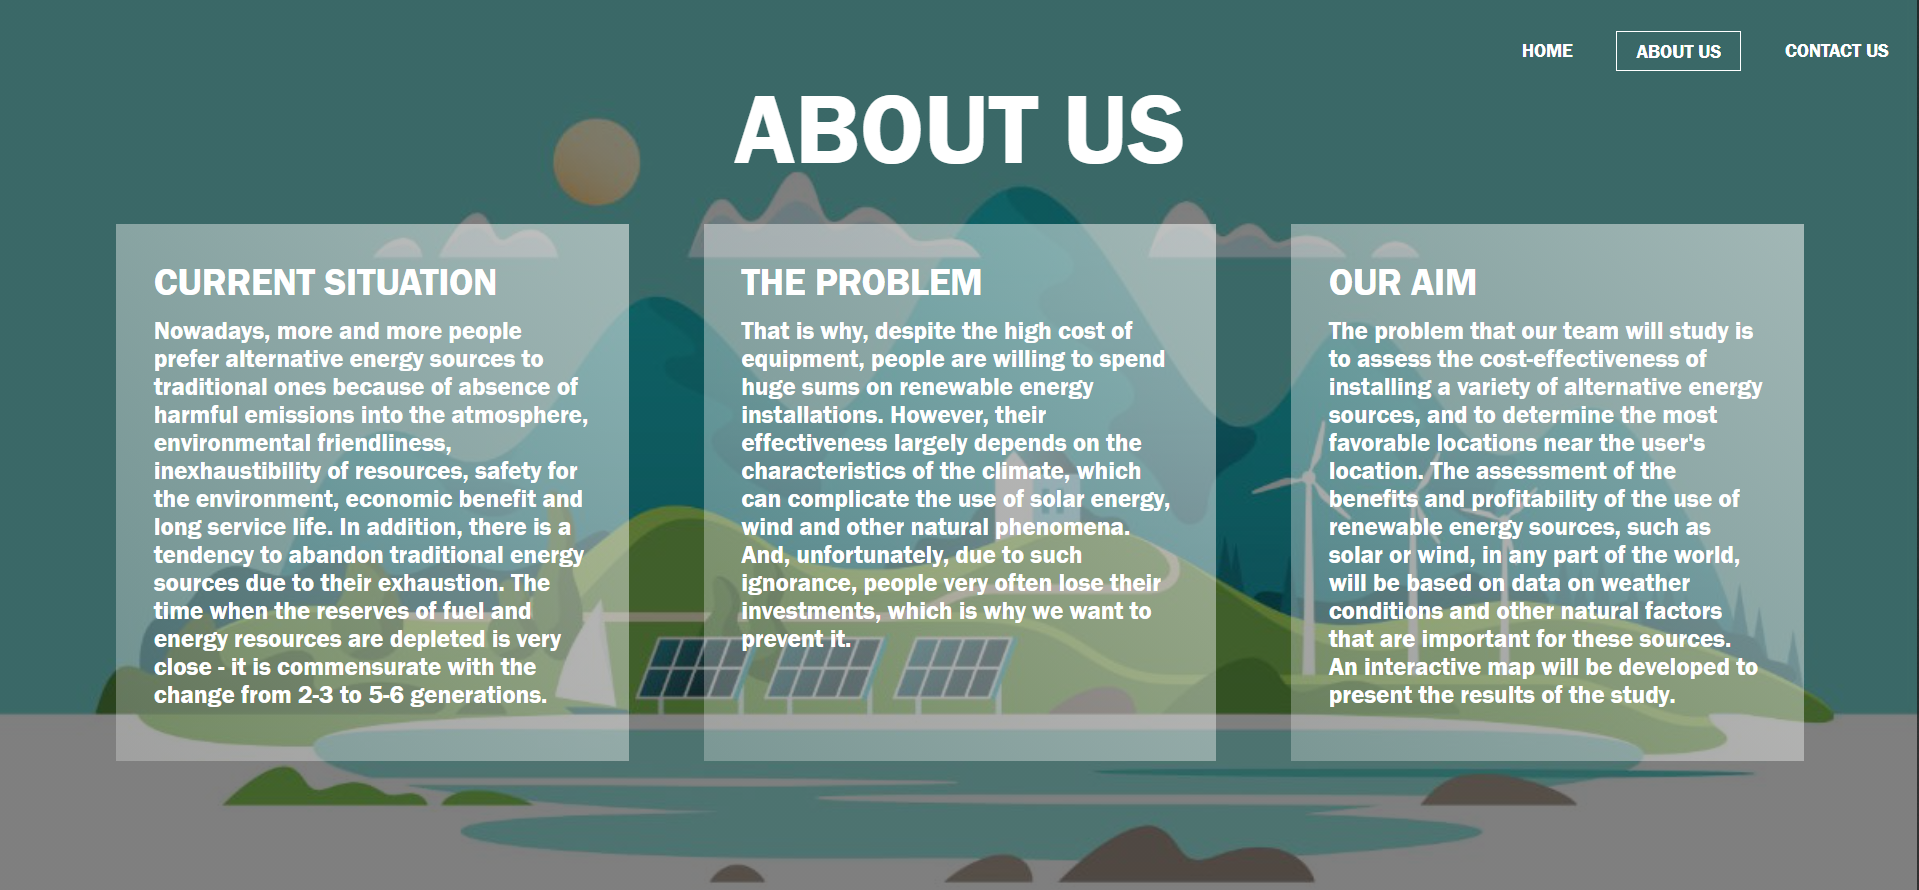 HOME ABOUT US CONTACT US
ABOUT US
CURRENT SITUATION
Nowadays, more and more people
prefer alternative energy sources to
traditional ones because of absence of
harmful emissions into the atmosphere,
environmental friendliness,
inexhaustibility of resources, safety for
the environment, economic benefit and
long service life. In addition, there is a
tendency to abandon traditional energy
sources due to their exhaustion. The
time when the reserves of fuel and
energy resources are depleted is very
close - it is commensurate with the
change from 2-3 to 5-6 generations.
THE PROBLEM
That is why, despite the high cost of
equipment, people are willing to spend
huge sums on renewable energy
installations. However, their
effectiveness largely depends on the
characteristics of the climate, which
can complicate the use of solar energy,
wind and other natural phenomena.
And, unfortunately, due to such
ignorance, people very often lose their
investments, which is why we want to
prevent it.
OUR AIM
The problem that our team will study is
to assess the cost-effectiveness of
installing a variety of alternative energy
sources, and to determine the most
favorable locations near the user's
location. The assessment of the
benefits and profitability of the use of
renewable energy sources, such as
solar or wind, in any part of the world,
will be based on data on weather
conditions and other natural factors
that are important for these sources.
An interactive map will be developed to
present the results of the study.